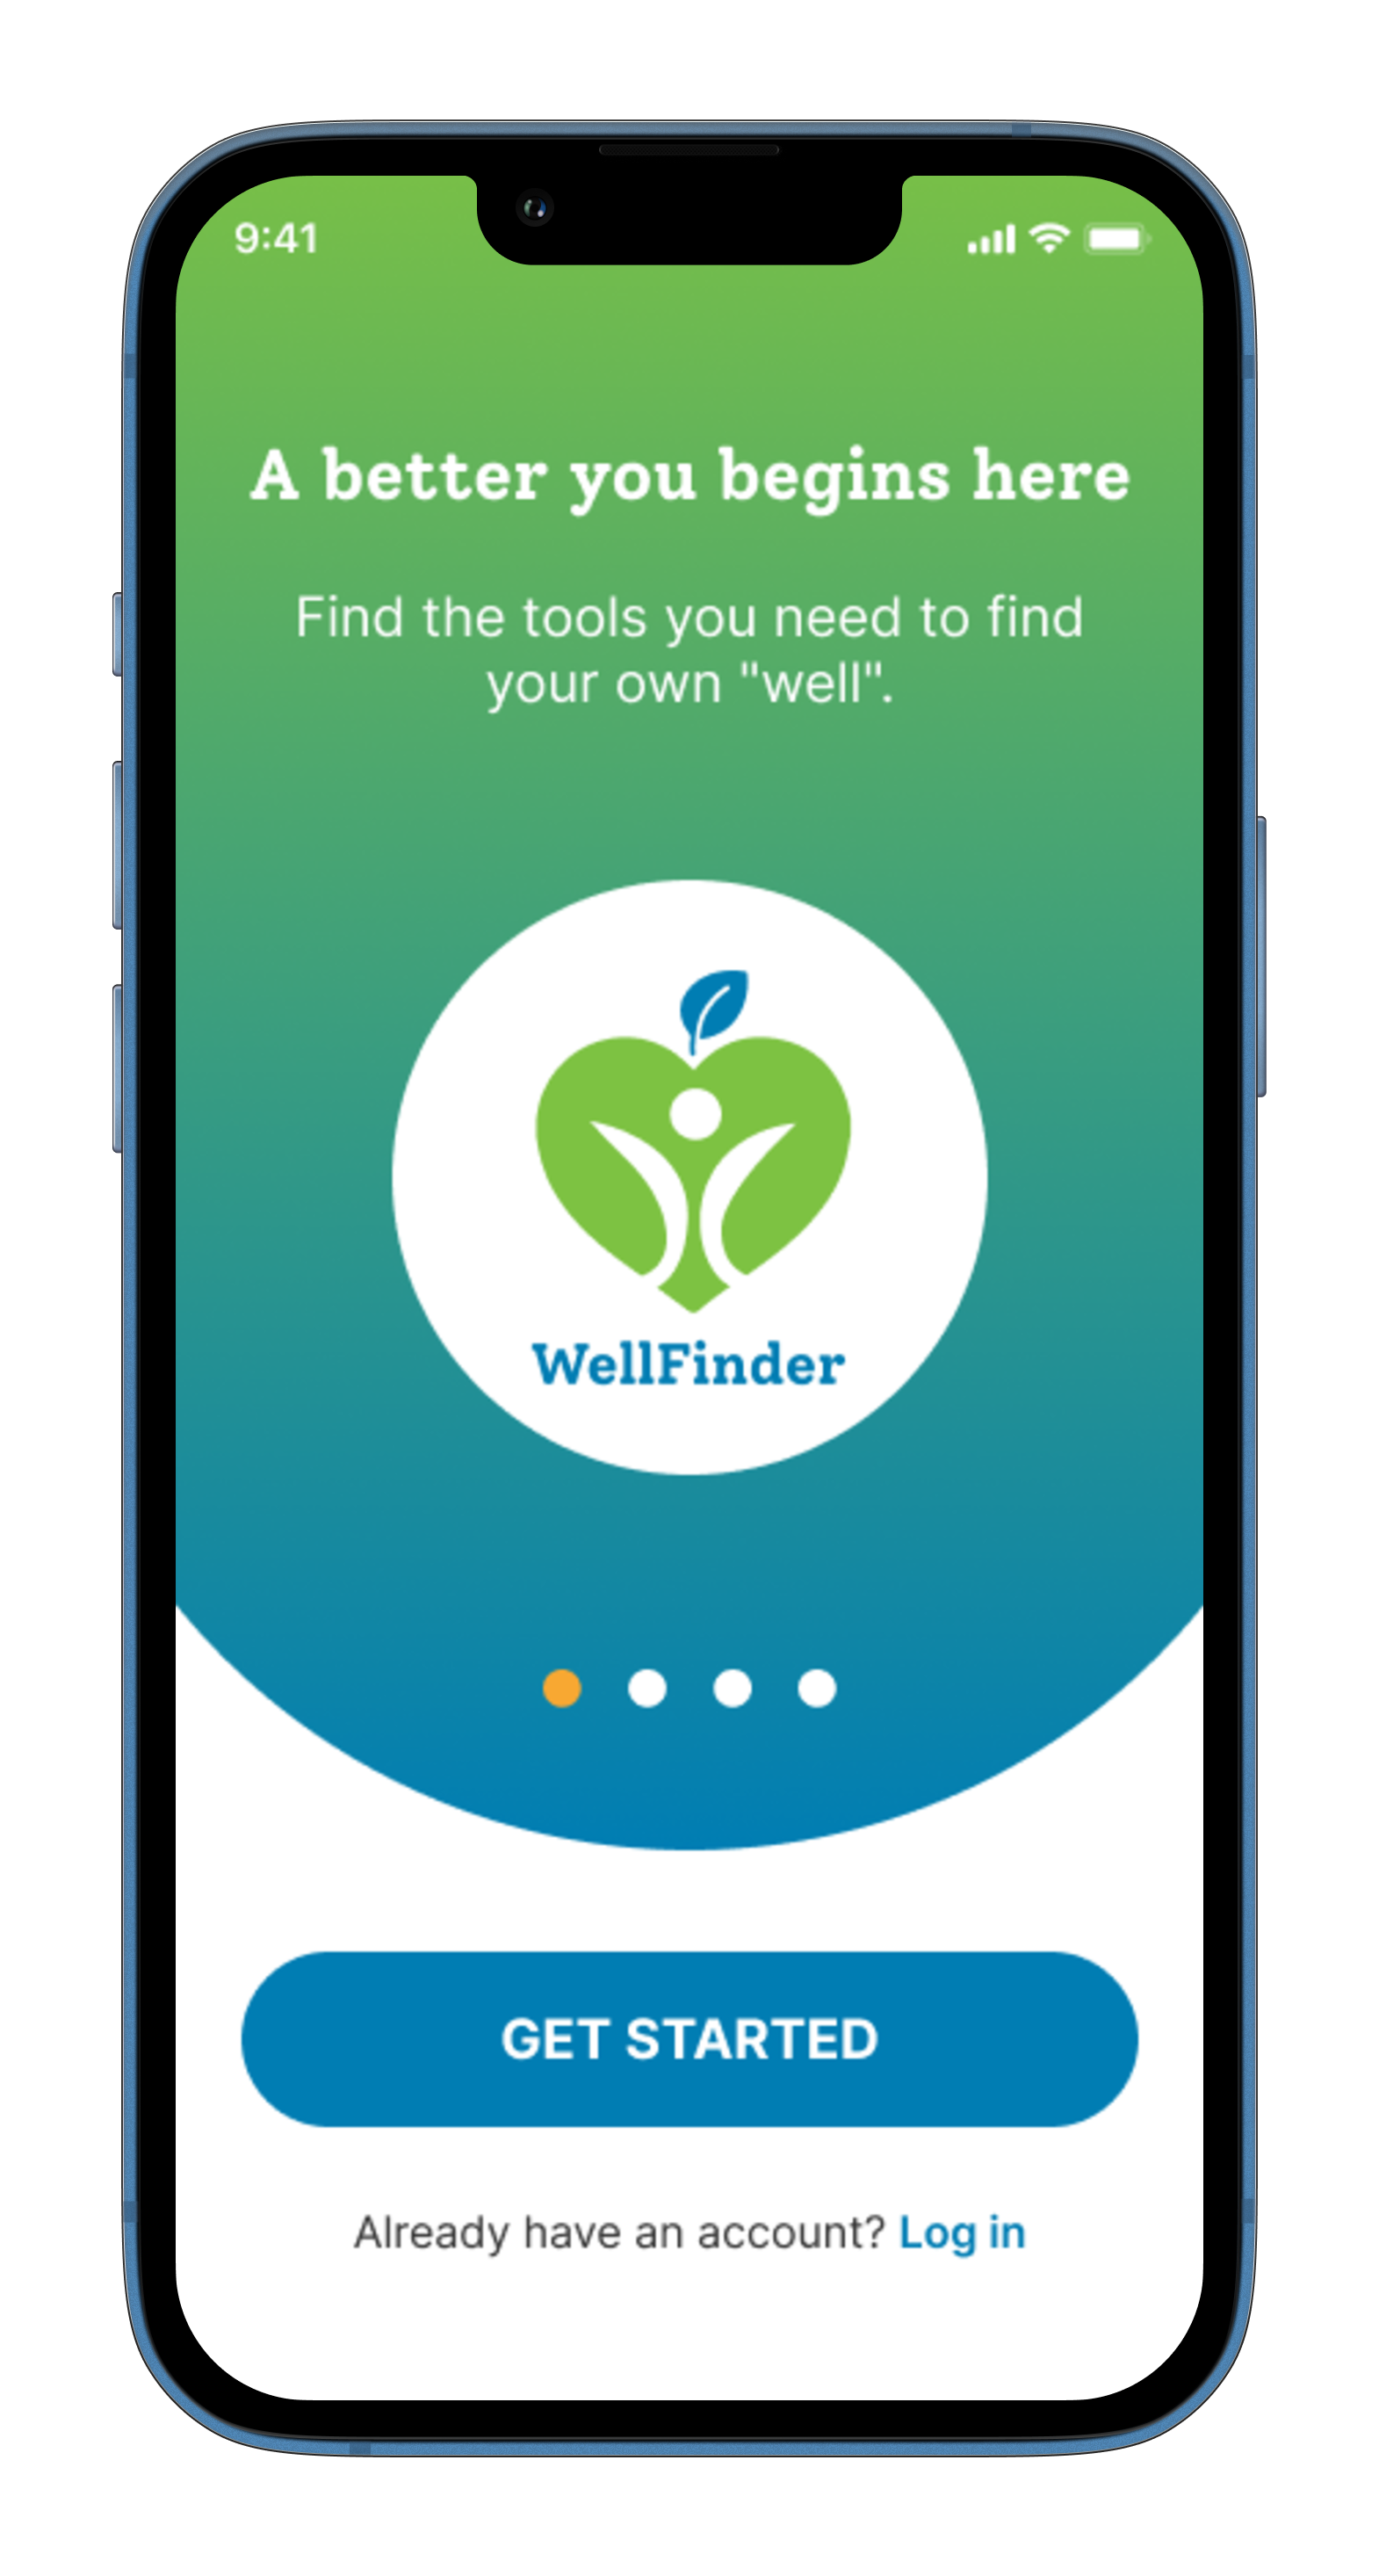 9:41
A better you begins here
Find the tools you need to find
your own "well".
WellFinder
GET STARTED
Already have an account? Log in